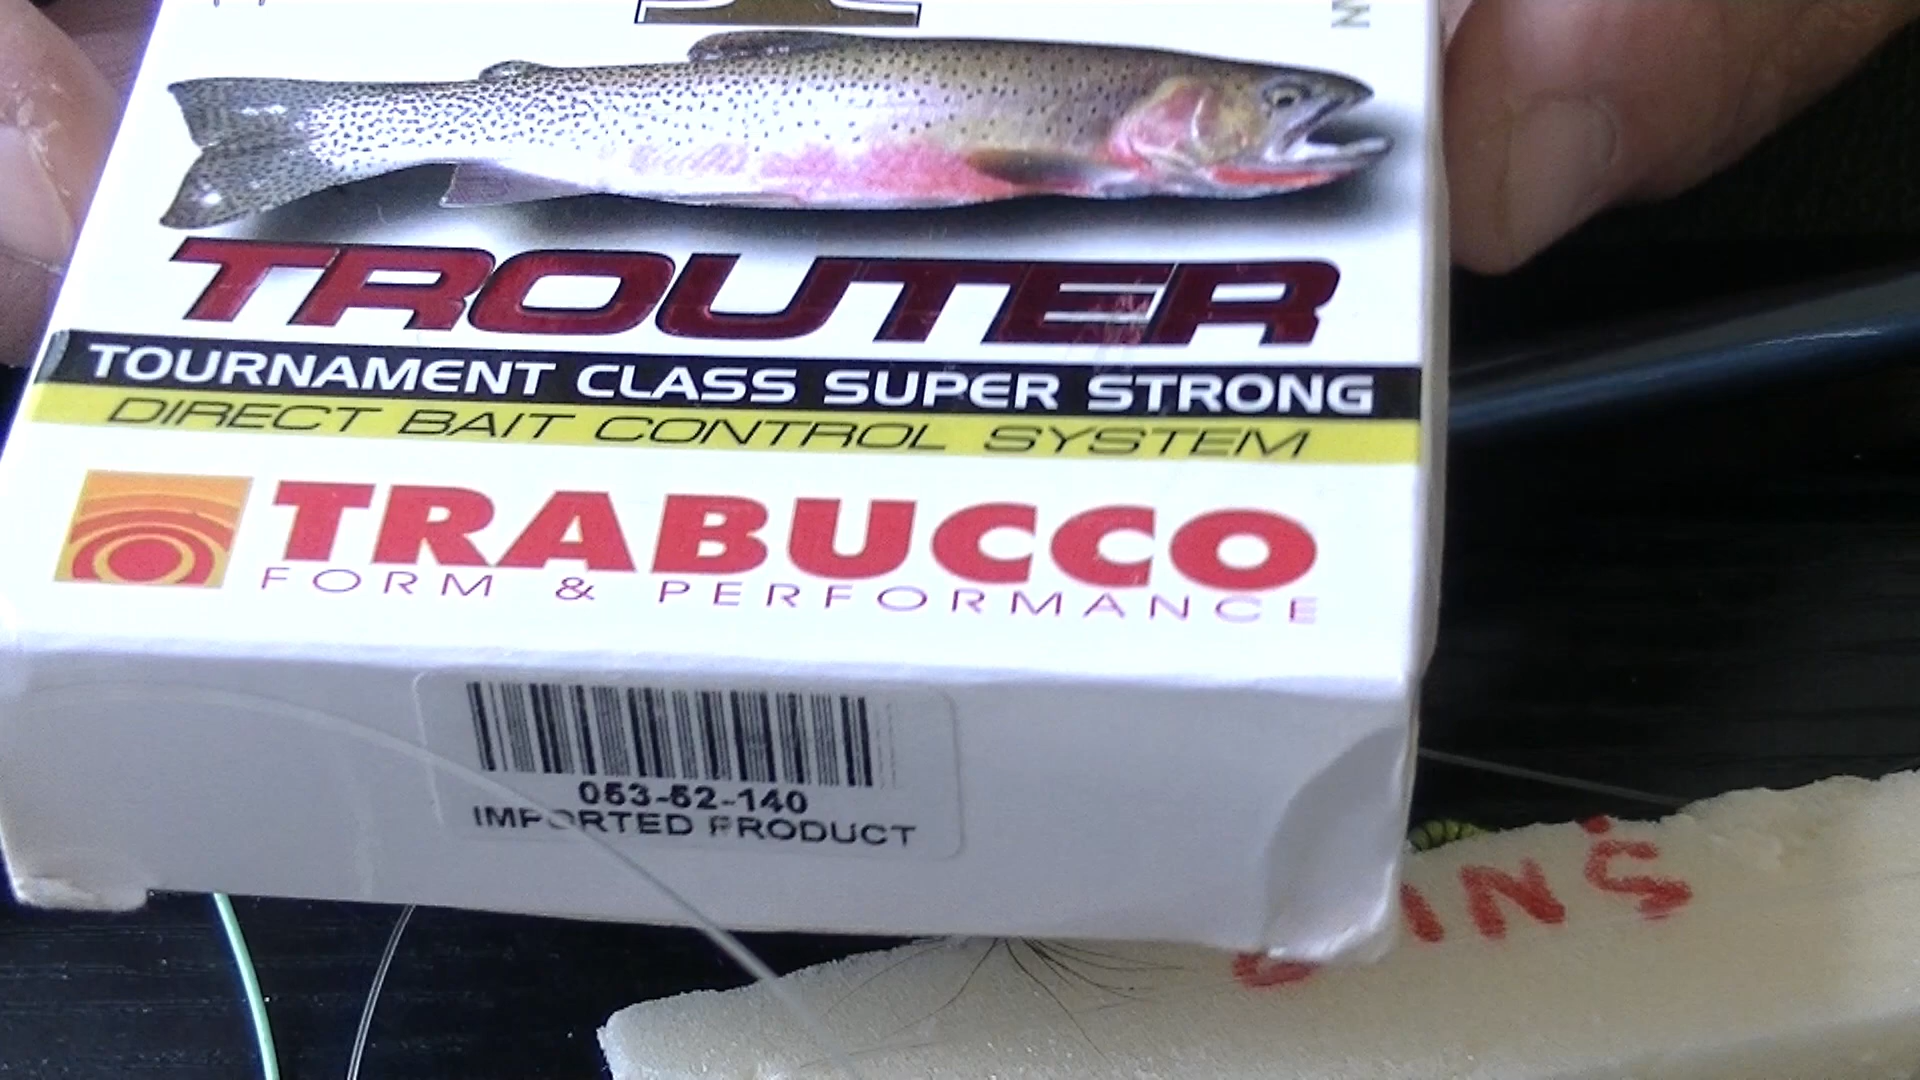 TROUTER
TOURNAMENT CLASS SUPER STRONG
DIRECT BAIT CONTROL SYSTEM
TRABUCCO
FORM & PERFORMANCE
053-52-140
IMPORTED PRODUCT